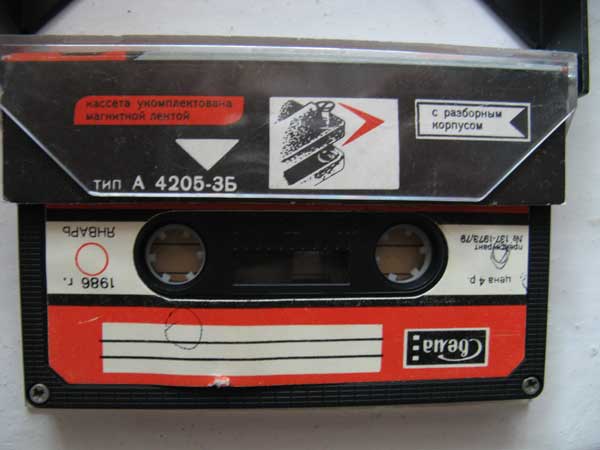 кассета укомплектована
магнитной лентой
с разборным
корпусом
тип А 4205-3Б
1986 г.
ЯНВАРЬ
прейскурант
№ 137-1973/79
цена 4 р.
Свема